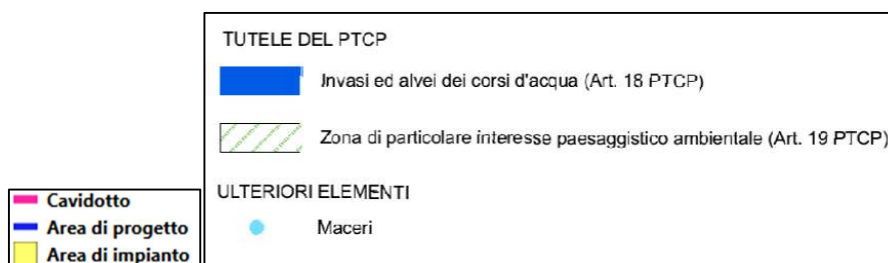 TUTELE DEL PTCP
Invasi ed alvei dei corsi d'acqua (Art. 18 PTCP)
Zona di particolare interesse paesaggistico ambientale (Art. 19 PTCP)
ULTERIORI ELEMENTI
Maceri
Cavidotto
Area di progetto
Area di impianto